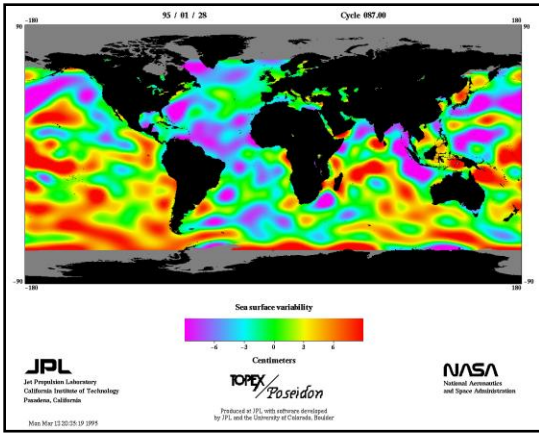 95 / 01 / 28 Cycle 087.00
-180 180
90 90
-90 -90
-180 180
Sea surface variability
-6 -3 0 3 6
Centimeters
JPL
Jet Propulsion Laboratory
California Institute of Technology
Pasadena, California
TOPEX/Poseidon
Produced at JPL with software developed
by JPL and the University of Colorado, Boulder
NASA
National Aeronautics
and Space Administration
Mon Mar 13 20:25:19 1995